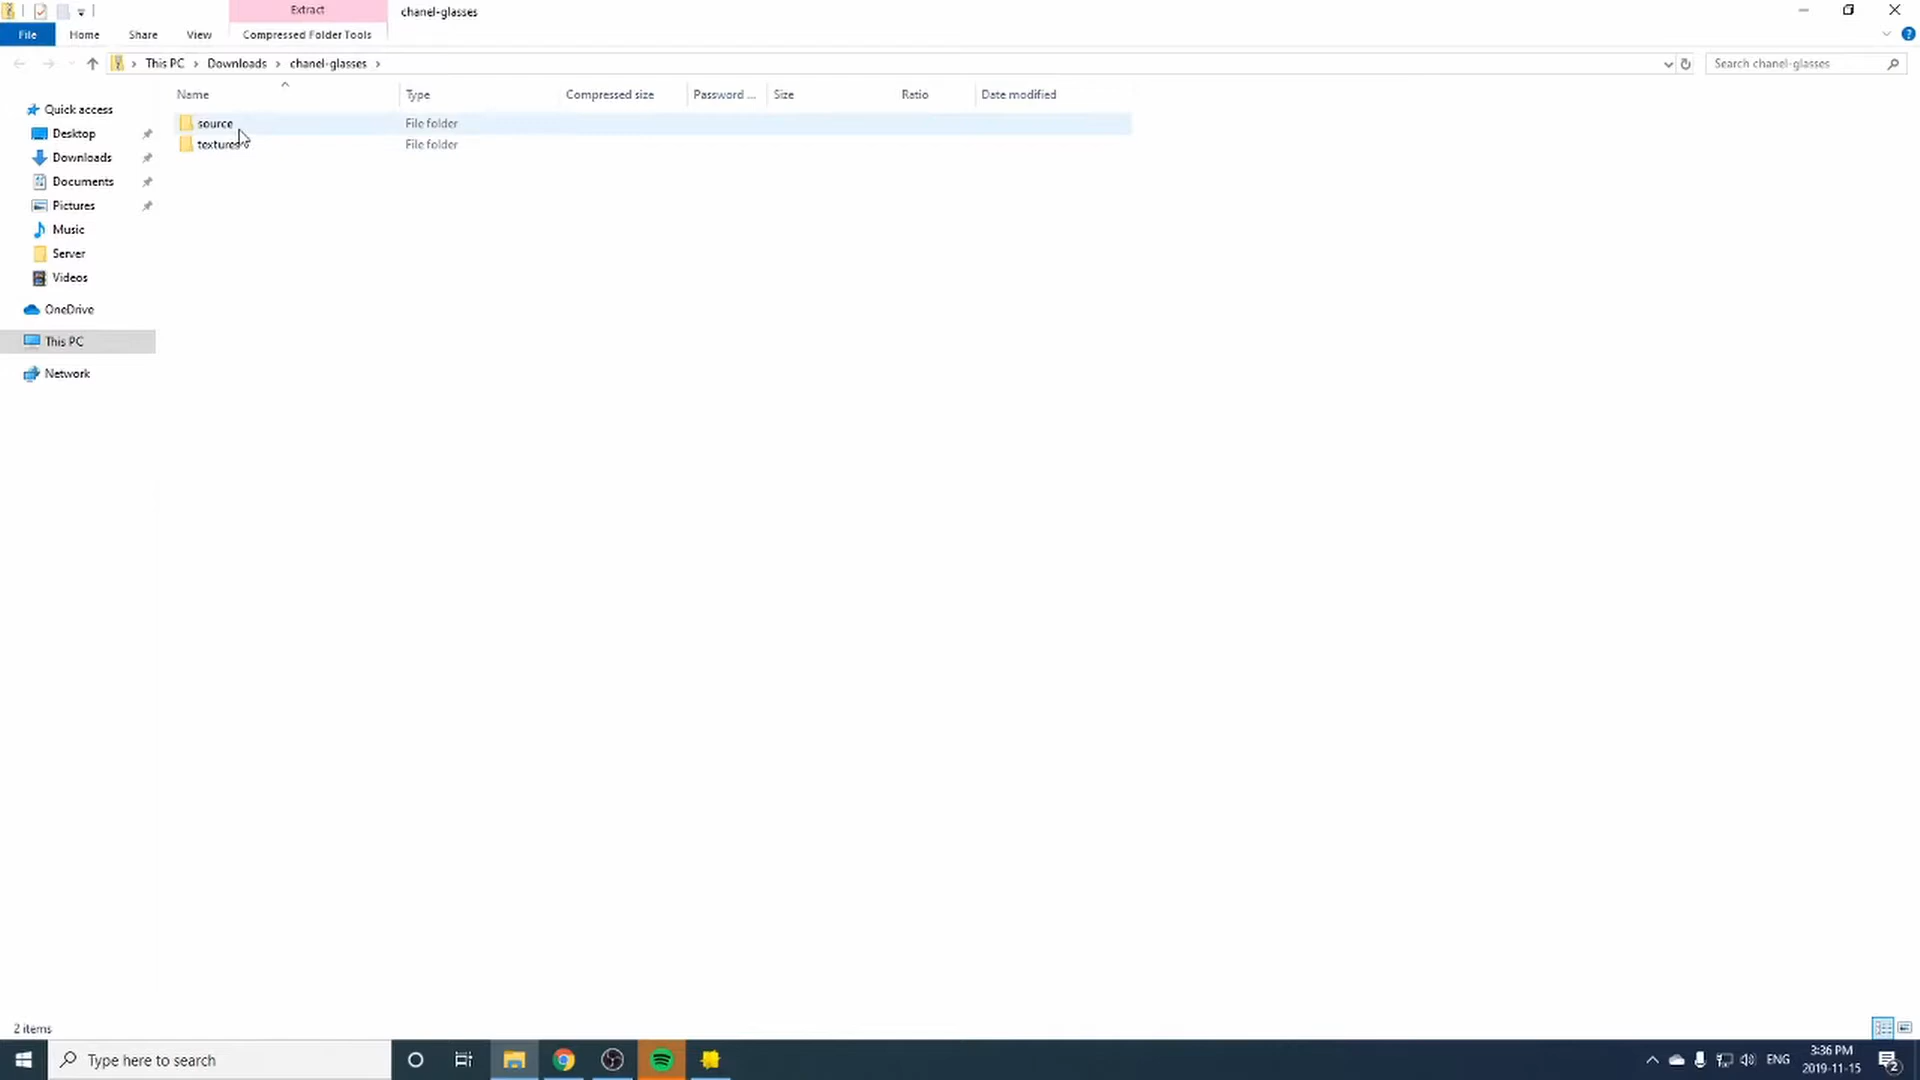 Extract
chanel-glasses
File
Home
Share
View
Compressed Folder Tools
This PC
Downloads
chanel-glasses
Search chanel-glasses
Name
Type
Compressed size
Password ...
Size
Ratio
Date modified
source
File folder
textures
File folder
Quick access
Desktop
Downloads
Documents
Pictures
Music
Server
Videos
OneDrive
This PC
Network
2 items
Type here to search
ENG
3:36 PM
2019-11-15
2